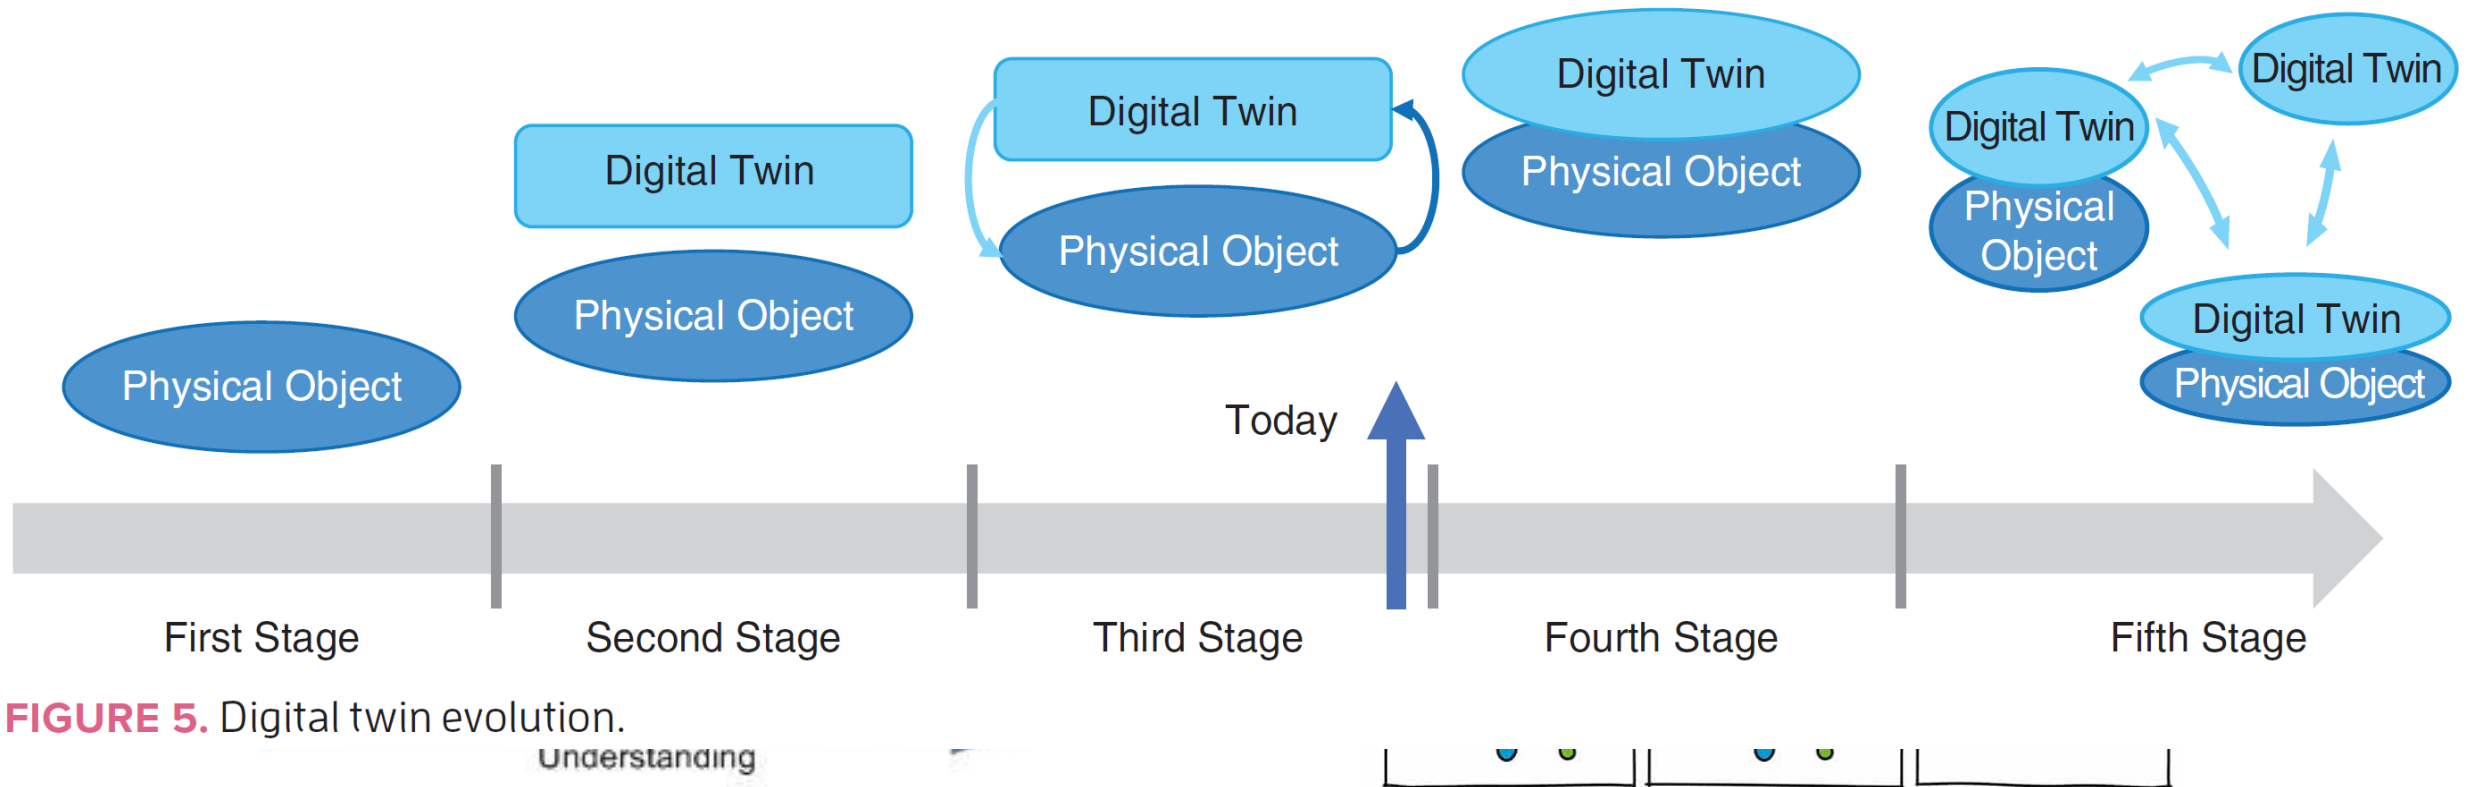 Digital Twin
Physical Object
Digital Twin
Physical Object
Digital Twin
Physical Object
Digital Twin
Digital Twin
Physical
Object
Digital Twin
Physical Object
Physical Object
Today
First Stage
Second Stage
Third Stage
Fourth Stage
Fifth Stage
FIGURE 5. Digital twin evolution.
Understanding